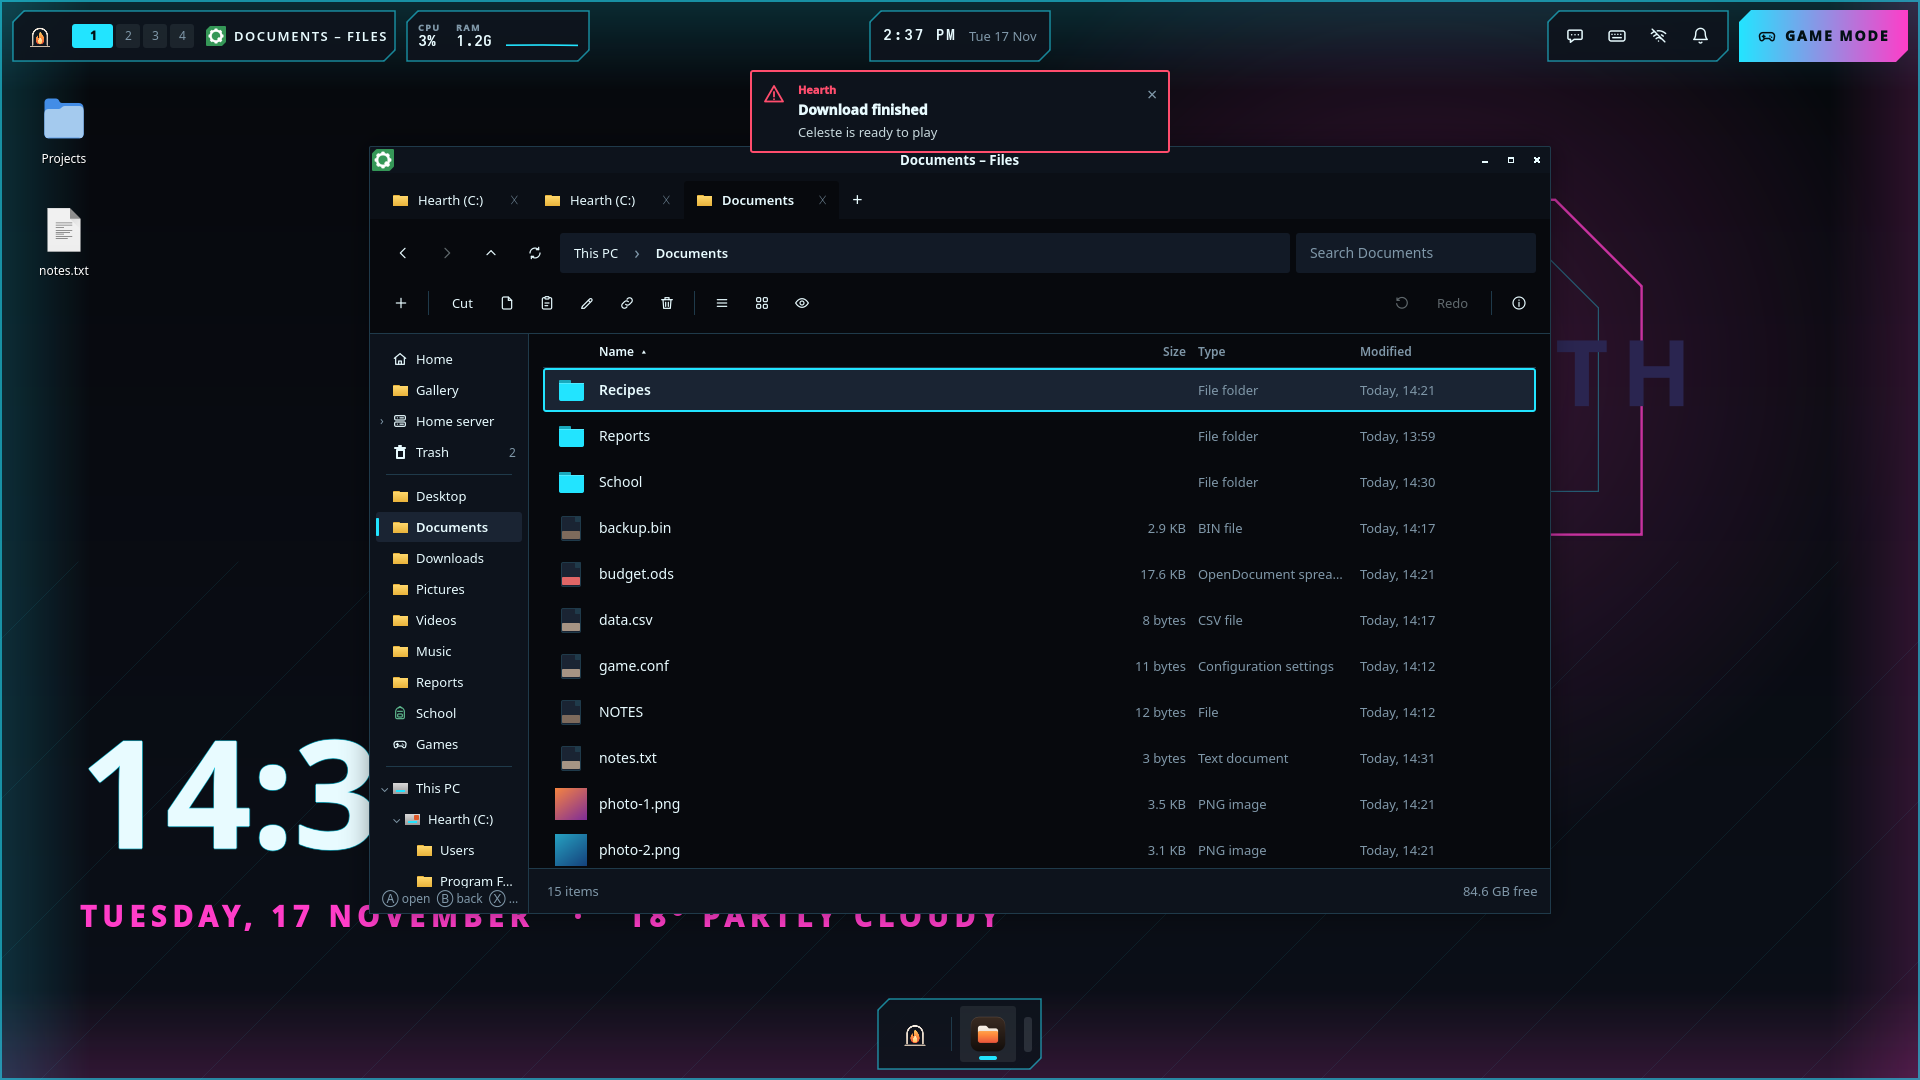 1 2 3 4 DOCUMENTS – FILES
CPU RAM
3% 1.2G
2:37 PM Tue 17 Nov
GAME MODE
Hearth
Download finished
Celeste is ready to play
Projects
notes.txt
Documents – Files
Hearth (C:) X Hearth (C:) X Documents X +
This PC › Documents
Search Documents
Cut
Redo
Home
Gallery
Home server
Trash 2
Desktop
Documents
Downloads
Pictures
Videos
Music
Reports
School
Games
This PC
Hearth (C:)
Users
Program F...
A open B back X ...
Name Size Type Modified
Recipes File folder Today, 14:21
Reports File folder Today, 13:59
School File folder Today, 14:30
backup.bin 2.9 KB BIN file Today, 14:17
budget.ods 17.6 KB OpenDocument sprea... Today, 14:21
data.csv 8 bytes CSV file Today, 14:17
game.conf 11 bytes Configuration settings Today, 14:12
NOTES 12 bytes File Today, 14:12
notes.txt 3 bytes Text document Today, 14:31
photo-1.png 3.5 KB PNG image Today, 14:21
photo-2.png 3.1 KB PNG image Today, 14:21
15 items
84.6 GB free
TH
14:3
TUESDAY, 17 NOVEMBER · 18° PARTLY CLOUDY